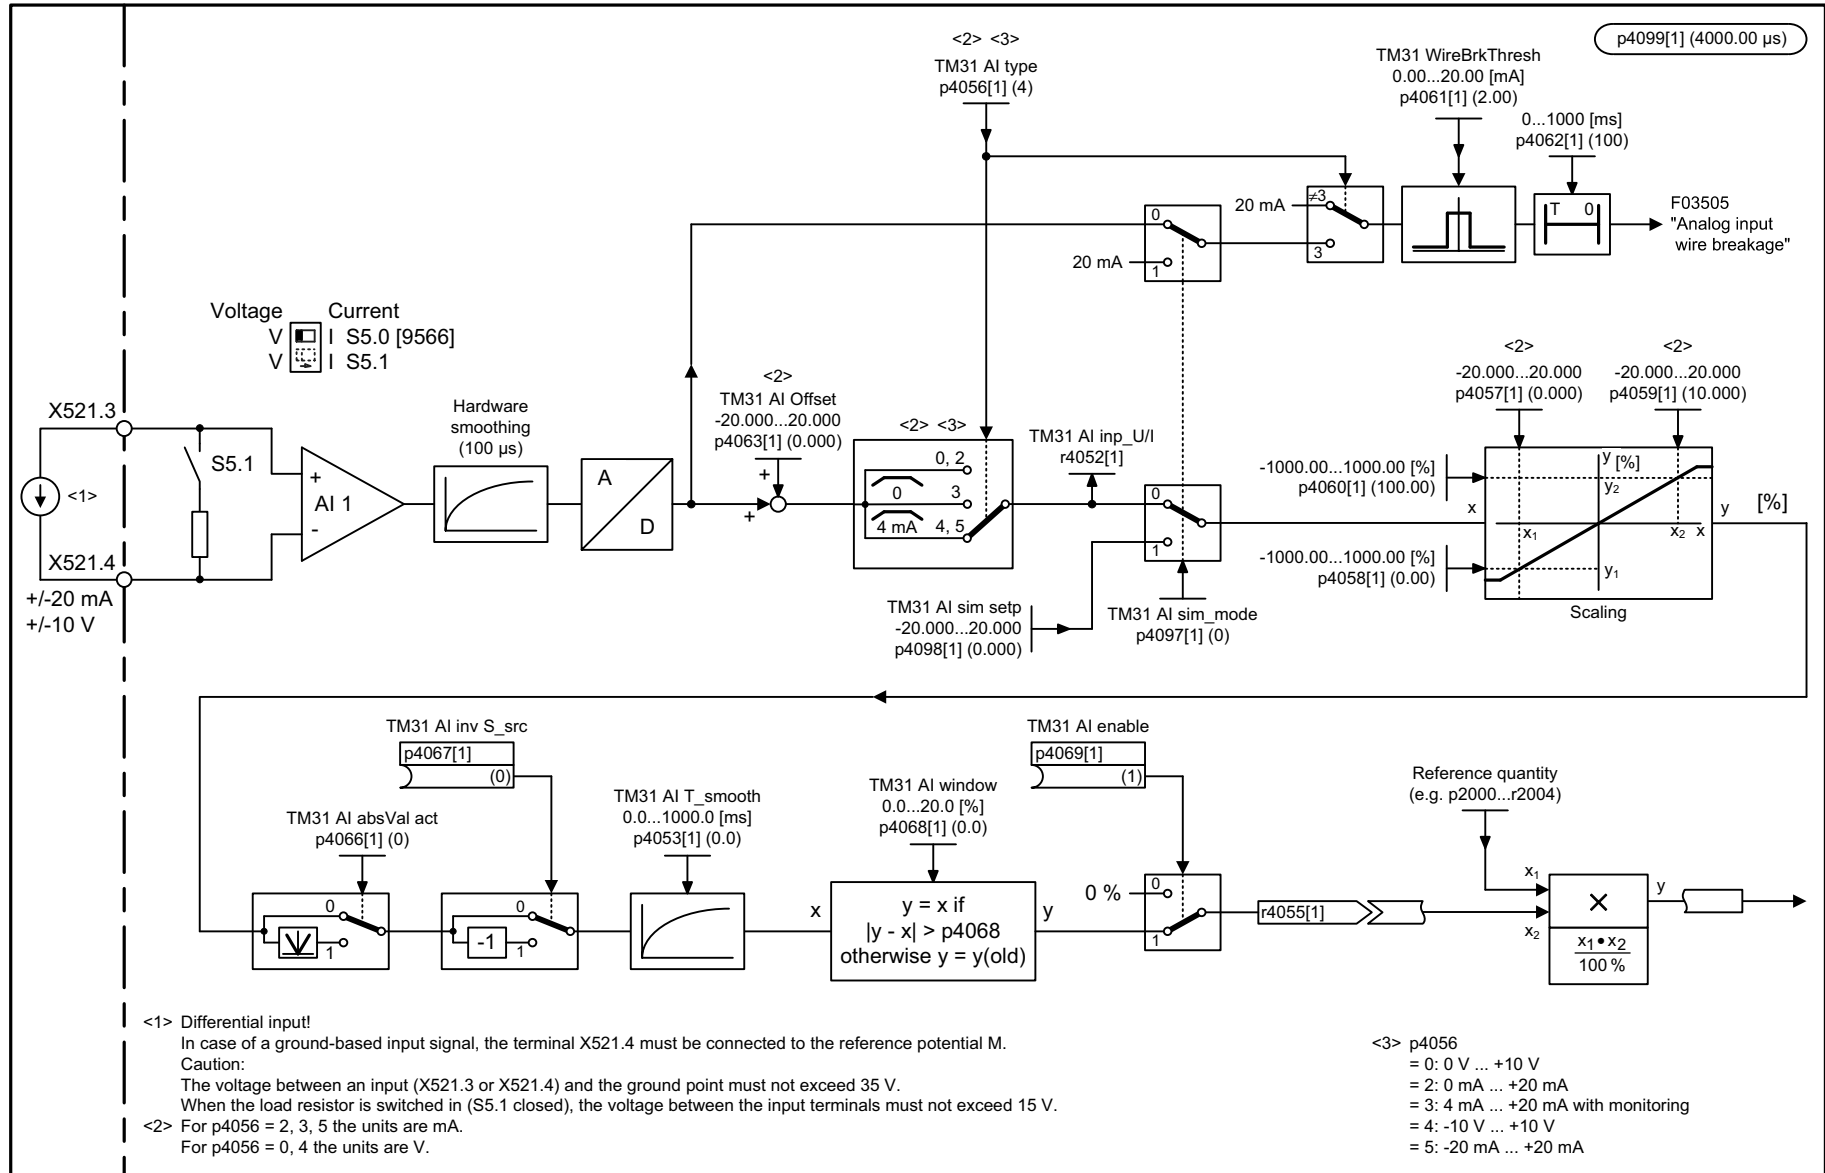 p4099[1] (4000.00 µs)
<2> <3>
TM31 AI type
p4056[1] (4)
TM31 WireBrkThresh
0.00...20.00 [mA]
p4061[1] (2.00)
0...1000 [ms]
p4062[1] (100)
20 mA
≠3
3
0
20 mA
1
T 0
F03505
"Analog input
wire breakage"
Voltage Current
V I S5.0 [9566]
V I S5.1
X521.3
<1>
S5.1
X521.4
+/-20 mA
+/-10 V
+
AI 1
-
Hardware
smoothing
(100 µs)
A
D
<2>
TM31 AI Offset
-20.000...20.000
p4063[1] (0.000)
+
+
<2> <3>
0, 2
0
3
4 mA
4, 5
TM31 AI inp_U/I
r4052[1]
0
1
TM31 AI sim setp
-20.000...20.000
p4098[1] (0.000)
TM31 AI sim_mode
p4097[1] (0)
<2>
-20.000...20.000
p4057[1] (0.000)
<2>
-20.000...20.000
p4059[1] (10.000)
-1000.00...1000.00 [%]
p4060[1] (100.00)
x
-1000.00...1000.00 [%]
p4058[1] (0.00)
y [%]
y2
x1
x2 x
y1
y [%]
Scaling
TM31 AI inv S_src
p4067[1]
(0)
TM31 AI absVal act
p4066[1] (0)
0
1
0
-1
1
TM31 AI T_smooth
0.0...1000.0 [ms]
p4053[1] (0.0)
TM31 AI window
0.0...20.0 [%]
p4068[1] (0.0)
x
y = x if
|y - x| > p4068
otherwise y = y(old)
y
TM31 AI enable
p4069[1]
(1)
0 %
0
1
r4055[1]
Reference quantity
(e.g. p2000...r2004)
x1
x2
×
x1•x2
100 %
y
<1> Differential input!
In case of a ground-based input signal, the terminal X521.4 must be connected to the reference potential M.
Caution:
The voltage between an input (X521.3 or X521.4) and the ground point must not exceed 35 V.
When the load resistor is switched in (S5.1 closed), the voltage between the input terminals must not exceed 15 V.
<2> For p4056 = 2, 3, 5 the units are mA.
For p4056 = 0, 4 the units are V.
<3> p4056
= 0: 0 V ... +10 V
= 2: 0 mA ... +20 mA
= 3: 4 mA ... +20 mA with monitoring
= 4: -10 V ... +10 V
= 5: -20 mA ... +20 mA